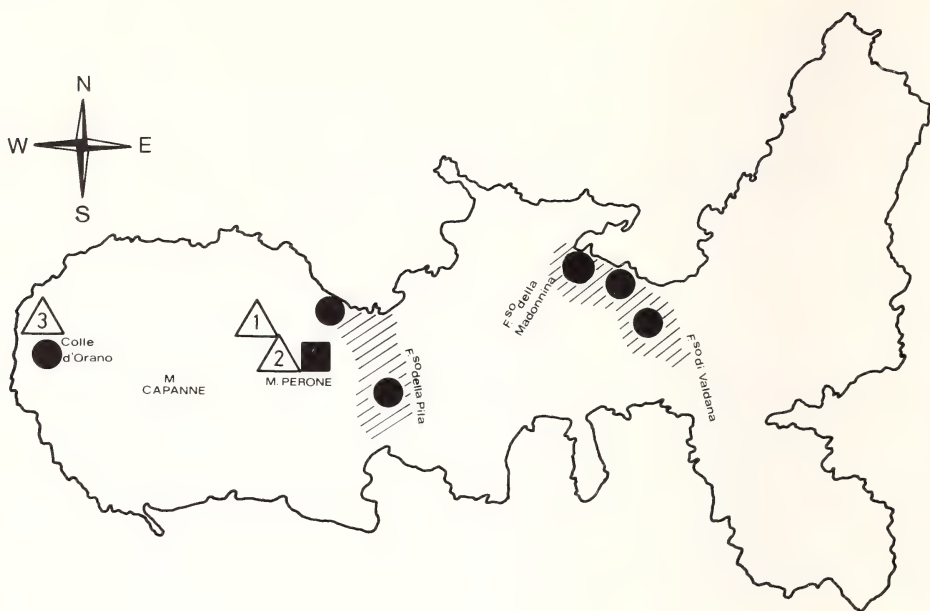 N
W E
S
3
Colle
d'Orano
M
CAPANNE
1
2
M. PERONE
F.so della Pila
F.so della
Madonnina
F.so di Valdana